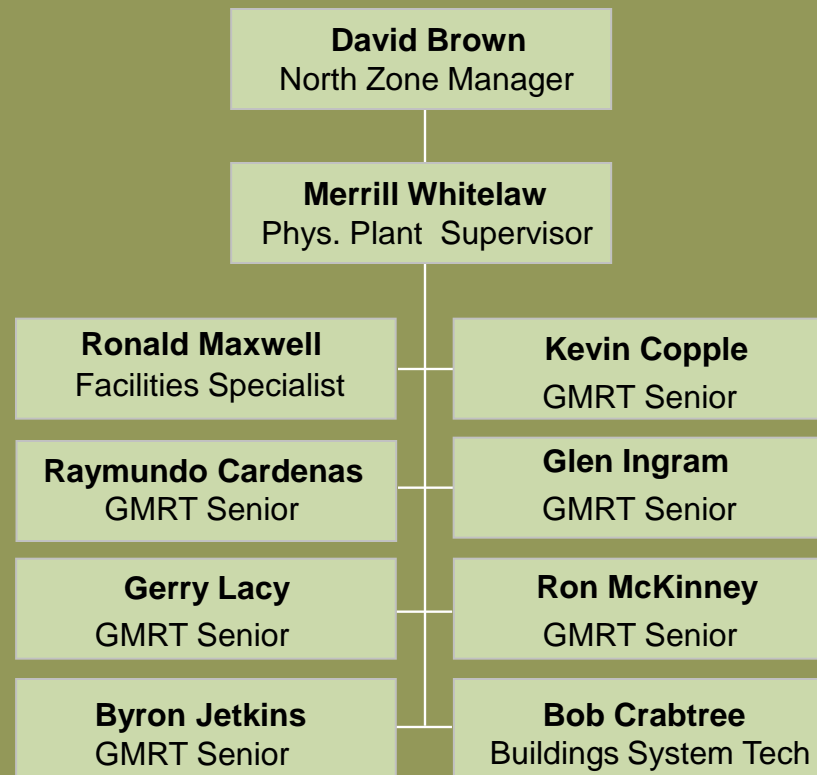 David Brown
North Zone Manager
Merrill Whitelaw
Phys. Plant Supervisor
Ronald Maxwell
Facilities Specialist
Kevin Copple
GMRT Senior
Raymundo Cardenas
GMRT Senior
Glen Ingram
GMRT Senior
Gerry Lacy
GMRT Senior
Ron McKinney
GMRT Senior
Byron Jetkins
GMRT Senior
Bob Crabtree
Buildings System Tech